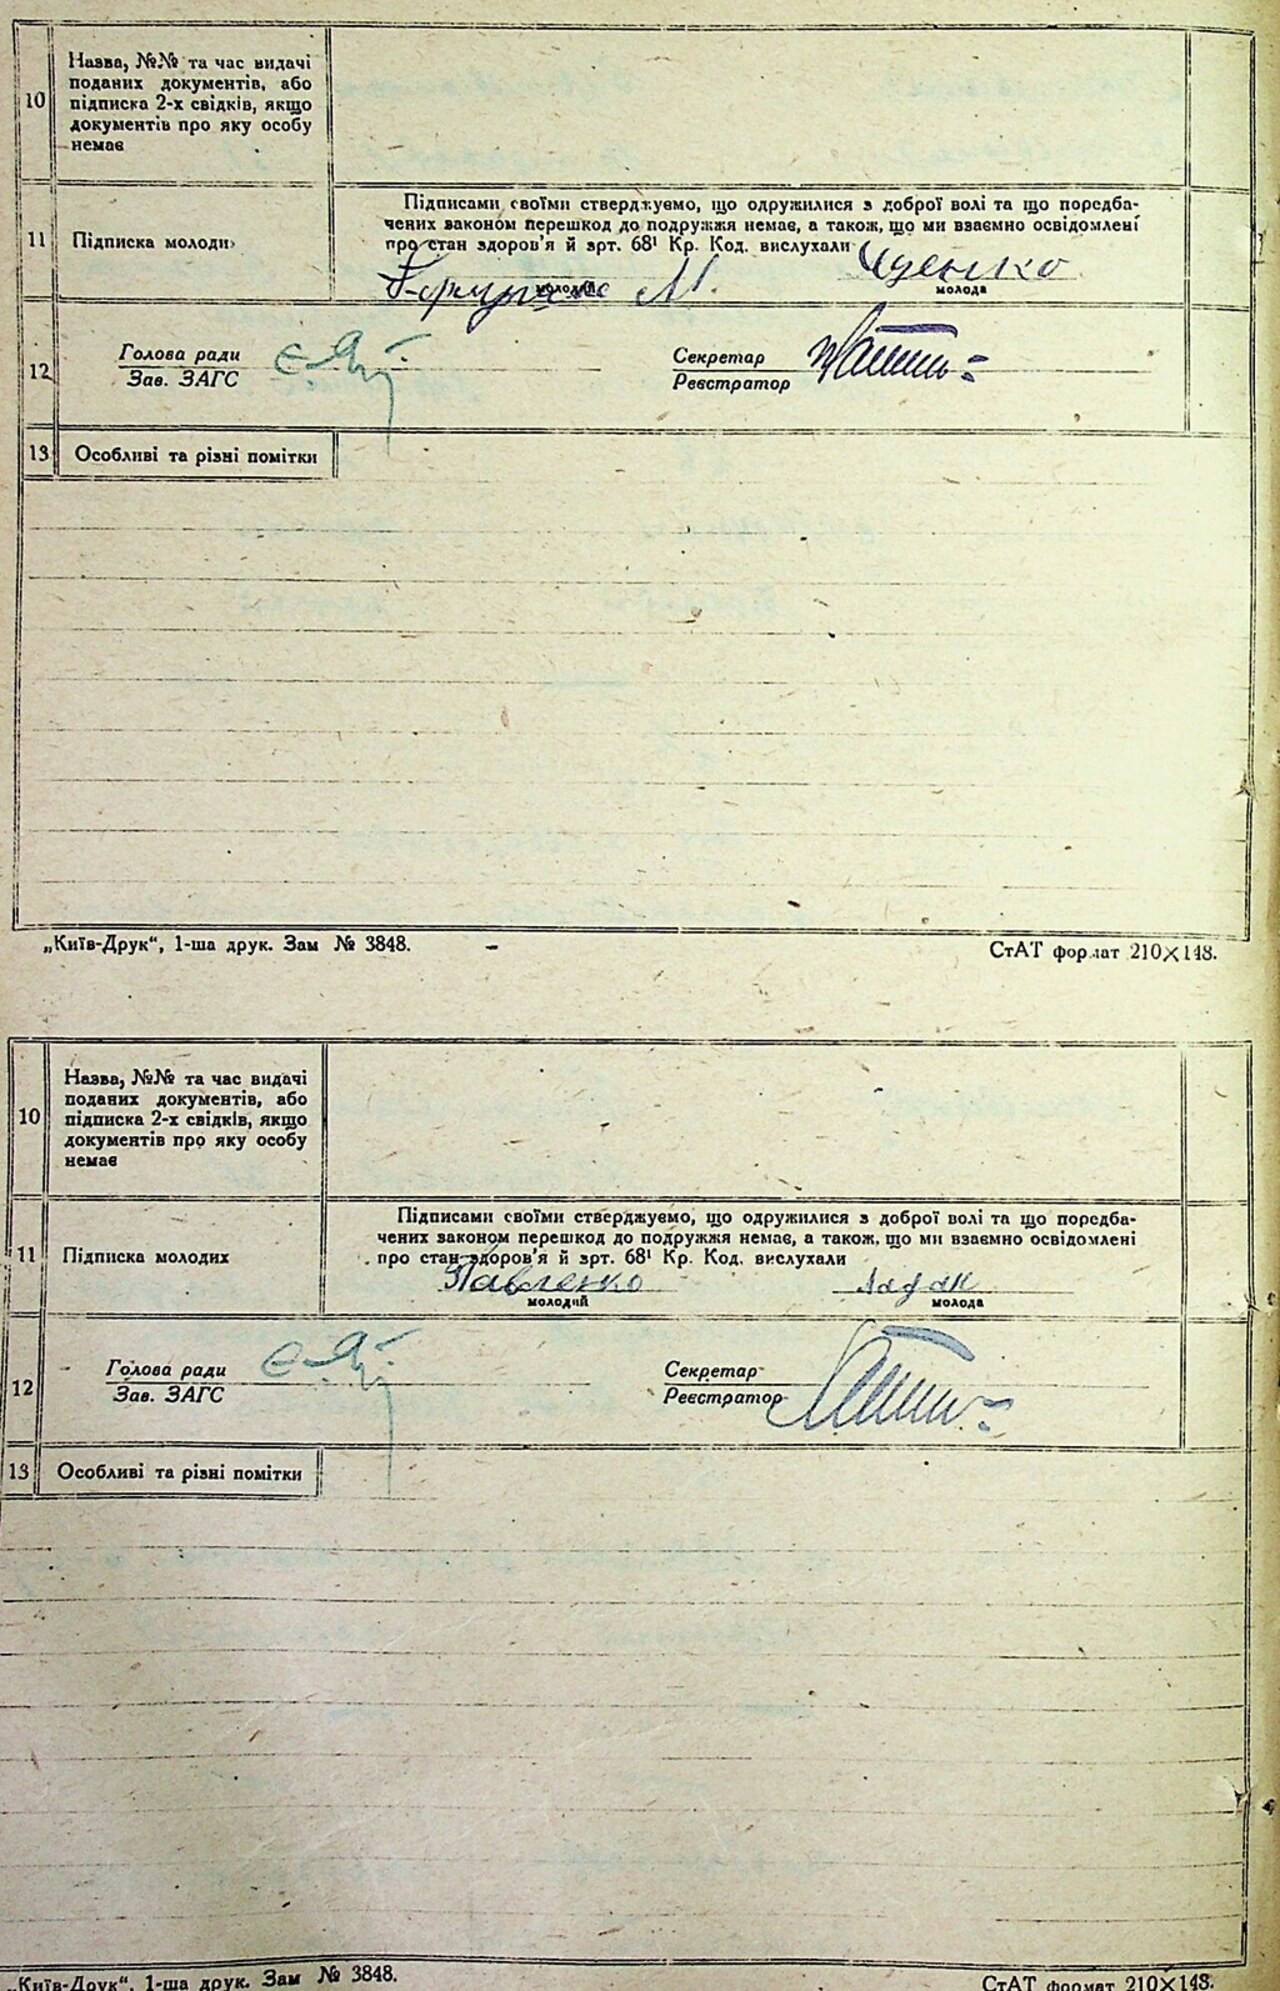 10
Назва, №№ та час видачі
поданих документів, або
підписка 2-х свідків, якщо
документів про яку особу
немає
11
Підписка молоди
Підписами своїми стверджуємо, що одружилися з доброї волі та що передба-
чених законом перешкод до подружжя немає, а також, що ми взаємно освідомлені
про стан здоров'я й арт. 68¹ Кр. Код. вислухали
молодий
молода
12
Голова ради
Зав. ЗАГС
Секретар
Реєстратор
13
Особливі та різні помітки
„Київ-Друк“, 1-ша друк. Зам № 3848.
СтАТ формат 210×148.
10
Назва, №№ та час видачі
поданих документів, або
підписка 2-х свідків, якщо
документів про яку особу
немає
11
Підписка молодих
Підписами своїми стверджуємо, що одружилися з доброї волі та що передба-
чених законом перешкод до подружжя немає, а також, що ми взаємно освідомлені
про стан здоров'я й арт. 68¹ Кр. Код. вислухали
Павленко
молодий
молода
12
Голова ради
Зав. ЗАГС
Секретар
Реєстратор
13
Особливі та різні помітки
„Київ-Друк“, 1-ша друк. Зам № 3848.
СтАТ формат 210×148.